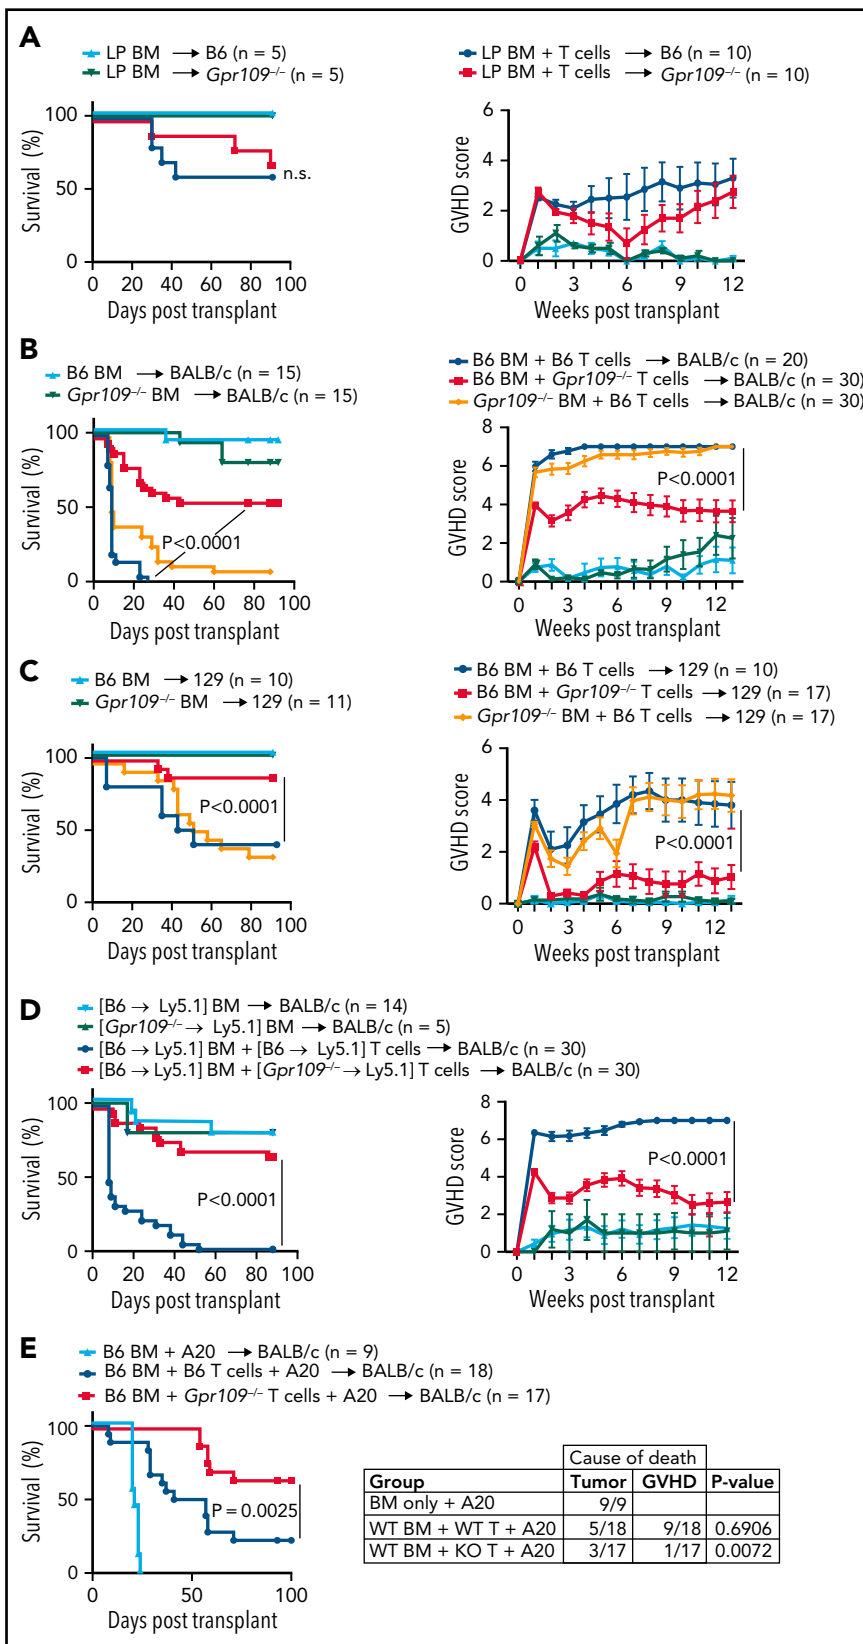 A
LP BM → B6 (n = 5)
LP BM → Gpr109−/− (n = 5)
LP BM + T cells → B6 (n = 10)
LP BM + T cells → Gpr109−/− (n = 10)
Survival (%)
100
50
0
n.s.
0 20 40 60 80 100
Days post transplant
GVHD score
6
4
2
0
0 3 6 9 12
Weeks post transplant
B
B6 BM → BALB/c (n = 15)
Gpr109−/− BM → BALB/c (n = 15)
B6 BM + B6 T cells → BALB/c (n = 20)
B6 BM + Gpr109−/− T cells → BALB/c (n = 30)
Gpr109−/− BM + B6 T cells → BALB/c (n = 30)
Survival (%)
100
50
0
P<0.0001
0 20 40 60 80 100
Days post transplant
GVHD score
8
6
4
2
0
P<0.0001
0 3 6 9 12
Weeks post transplant
C
B6 BM → 129 (n = 10)
Gpr109−/− BM → 129 (n = 11)
B6 BM + B6 T cells → 129 (n = 10)
B6 BM + Gpr109−/− T cells → 129 (n = 17)
Gpr109−/− BM + B6 T cells → 129 (n = 17)
Survival (%)
100
50
0
P<0.0001
0 20 40 60 80 100
Days post transplant
GVHD score
6
4
2
0
P<0.0001
0 3 6 9 12
Weeks post transplant
D
[B6 → Ly5.1] BM → BALB/c (n = 14)
[Gpr109−/− → Ly5.1] BM → BALB/c (n = 5)
[B6 → Ly5.1] BM + [B6 → Ly5.1] T cells → BALB/c (n = 30)
[B6 → Ly5.1] BM + [Gpr109−/− → Ly5.1] T cells → BALB/c (n = 30)
Survival (%)
100
50
0
P<0.0001
0 20 40 60 80 100
Days post transplant
GVHD score
8
6
4
2
0
P<0.0001
0 3 6 9 12
Weeks post transplant
E
B6 BM + A20 → BALB/c (n = 9)
B6 BM + B6 T cells + A20 → BALB/c (n = 18)
B6 BM + Gpr109−/− T cells + A20 → BALB/c (n = 17)
Survival (%)
100
50
0
P = 0.0025
0 50 100
Days post transplant
Cause of death
Group Tumor GVHD P-value
BM only + A20 9/9
WT BM + WT T + A20 5/18 9/18 0.6906
WT BM + KO T + A20 3/17 1/17 0.0072